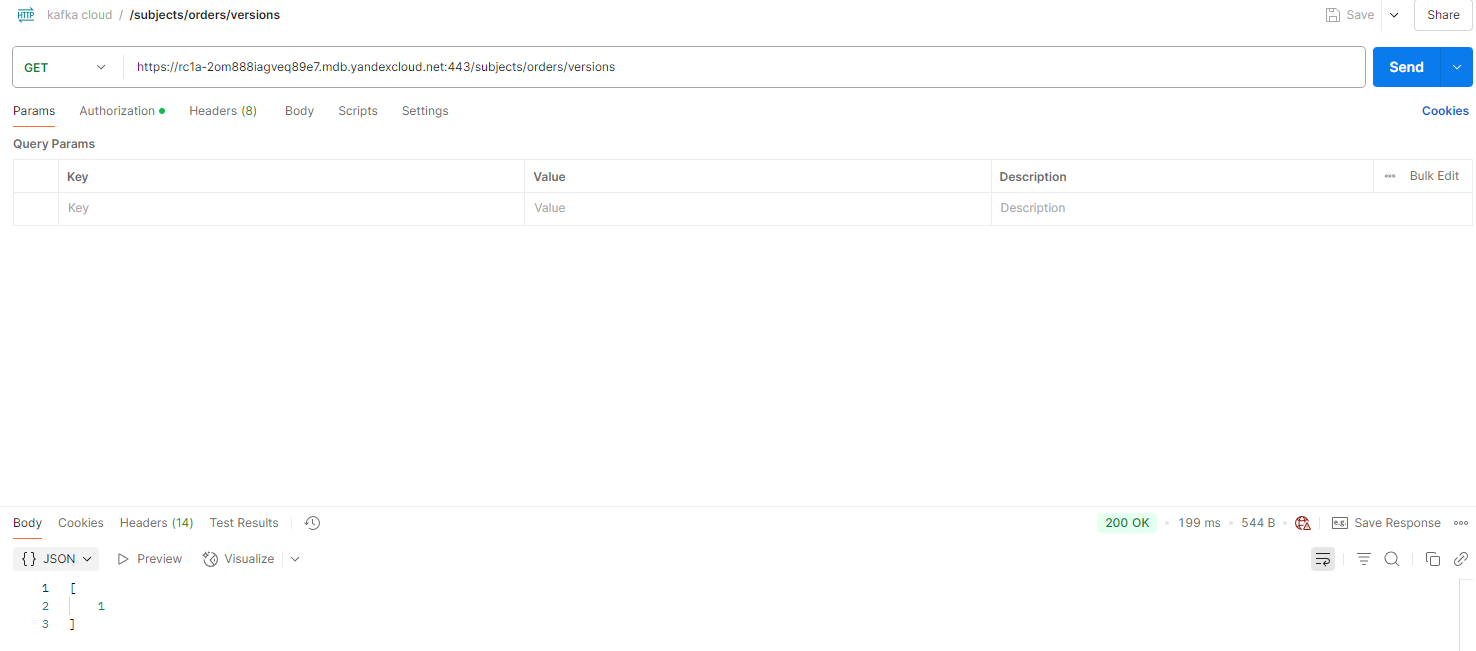 HTTP kafka cloud / /subjects/orders/versions Save Share
GET https://rc1a-2om888iagveq89e7.mdb.yandexcloud.net:443/subjects/orders/versions Send
Params Authorization Headers (8) Body Scripts Settings Cookies
Query Params
Key Value Description Bulk Edit
Key Value Description
Body Cookies Headers (14) Test Results 200 OK 199 ms 544 B e.g. Save Response
{} JSON Preview Visualize
1 [
2 1
3 ]